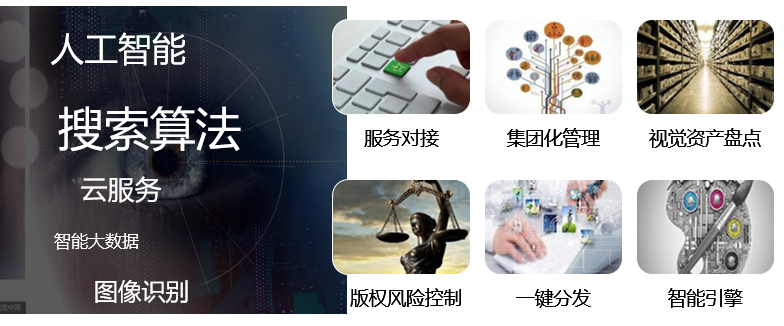 人工智能
搜索算法
云服务
智能大数据
图像识别
服务对接
集团化管理
视觉资产盘点
版权风险控制
一键分发
智能引擎